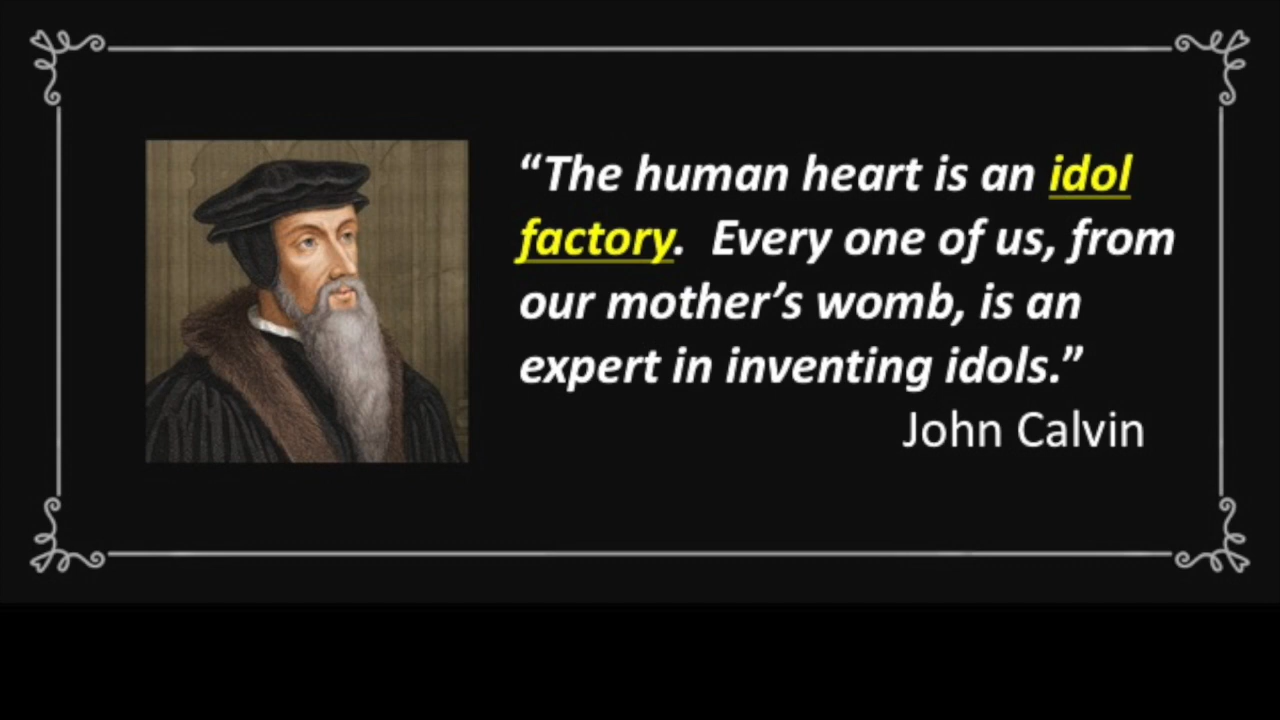 “The human heart is an idol
factory.  Every one of us, from
our mother’s womb, is an
expert in inventing idols.”
John Calvin